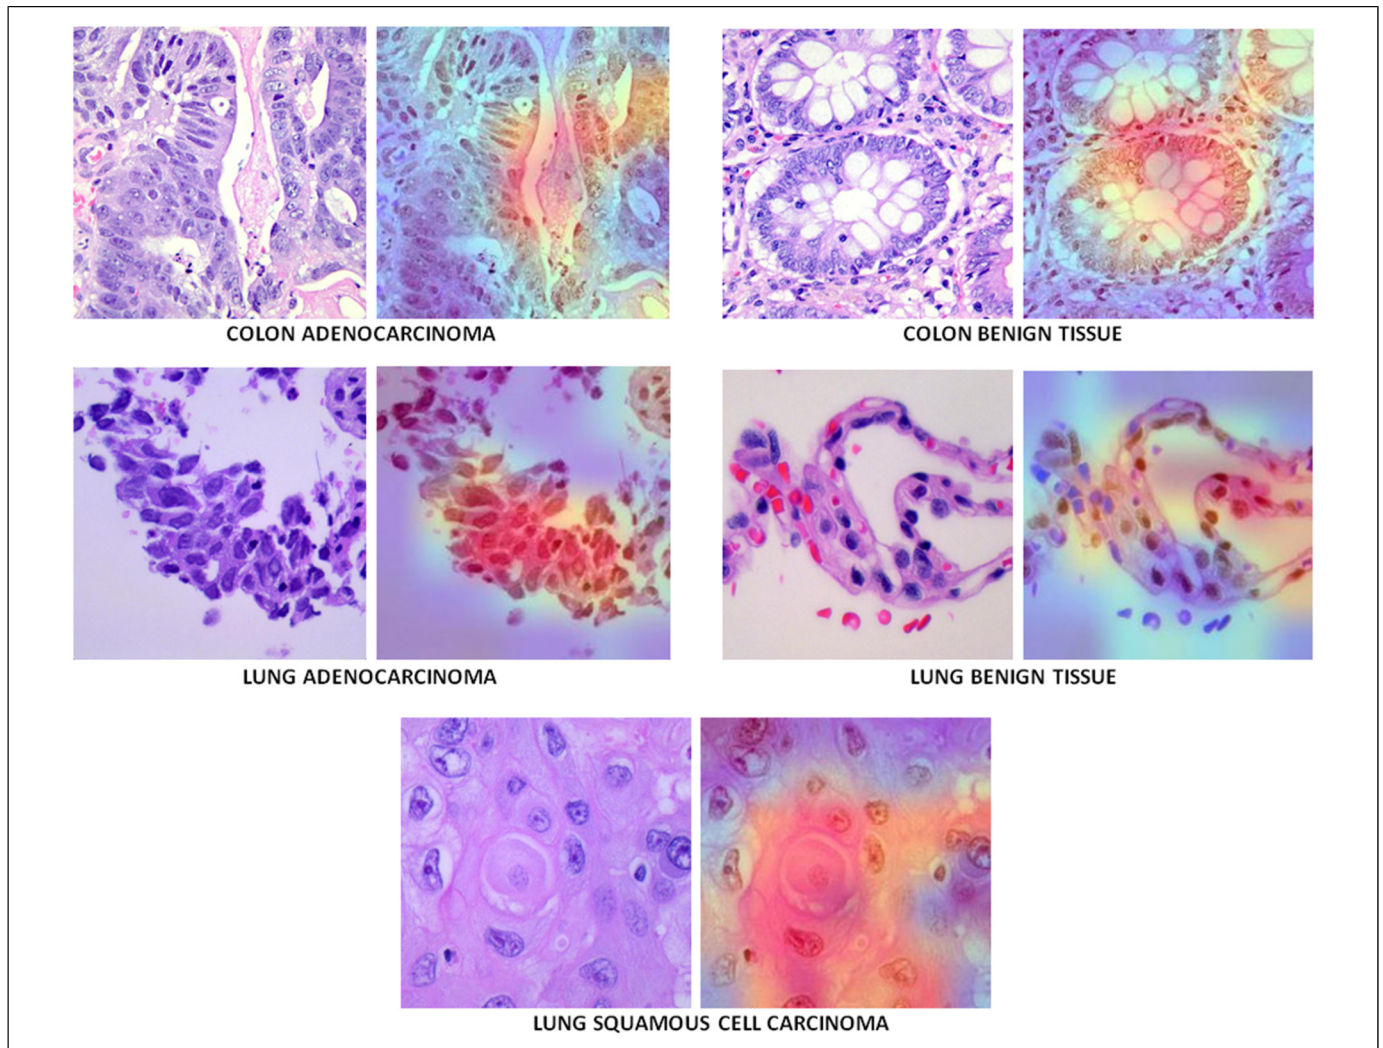 COLON ADENOCARCINOMA
COLON BENIGN TISSUE
LUNG ADENOCARCINOMA
LUNG BENIGN TISSUE
LUNG SQUAMOUS CELL CARCINOMA